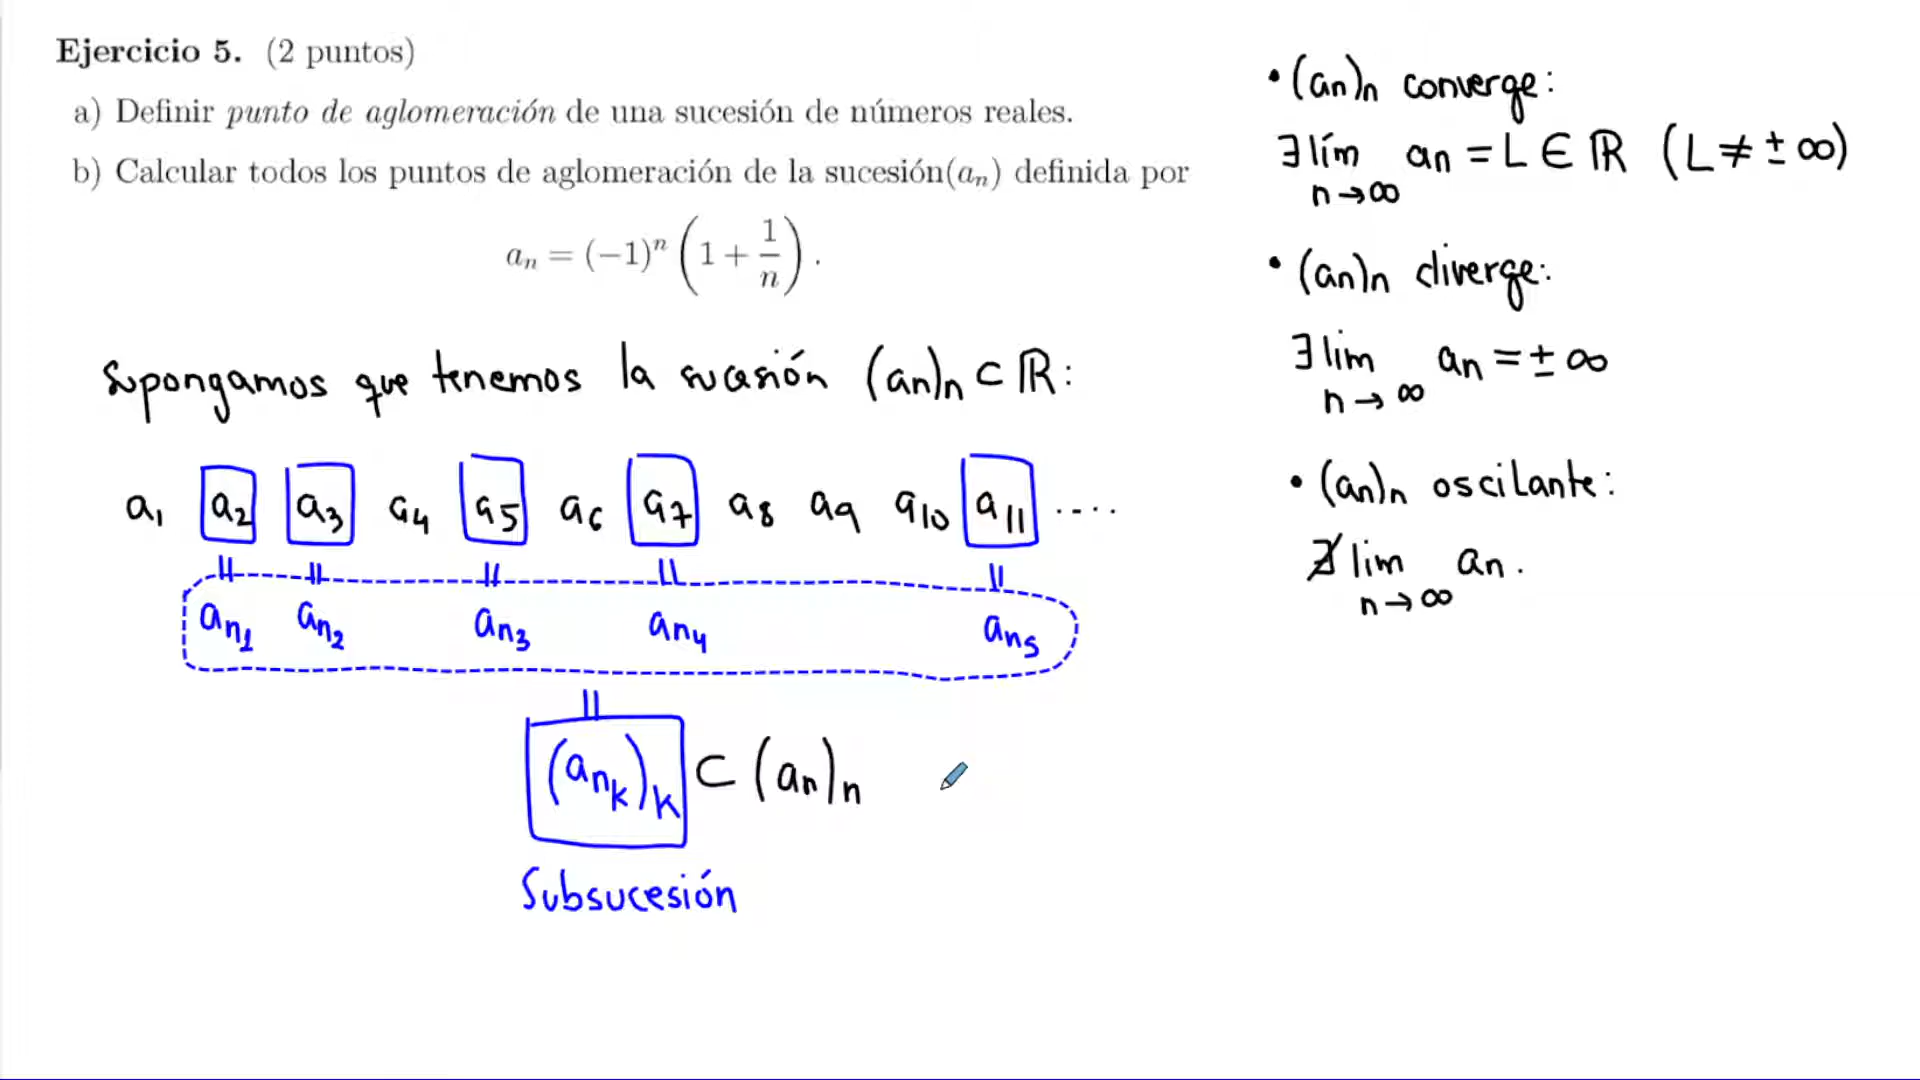 Ejercicio 5. (2 puntos)
a) Definir punto de aglomeración de una sucesión de números reales.
b) Calcular todos los puntos de aglomeración de la sucesión(aₙ) definida por
aₙ = (−1)ⁿ (1 + 1/n).
Supongamos que tenemos la sucesión (an)n ⊂ ℝ:
a1 a2 a3 a4 a5 a6 a7 a8 a9 a10 a11 ....
|| || || || ||
an1 an2 an3 an4 an5
||
(ank)k ⊂ (an)n
Subsucesión
• (an)n converge:
∃ lím an = L ∈ ℝ (L ≠ ± ∞)
n→∞
• (an)n diverge:
∃ lim an = ± ∞
n→∞
• (an)n oscilante:
∄ lim an.
n→∞